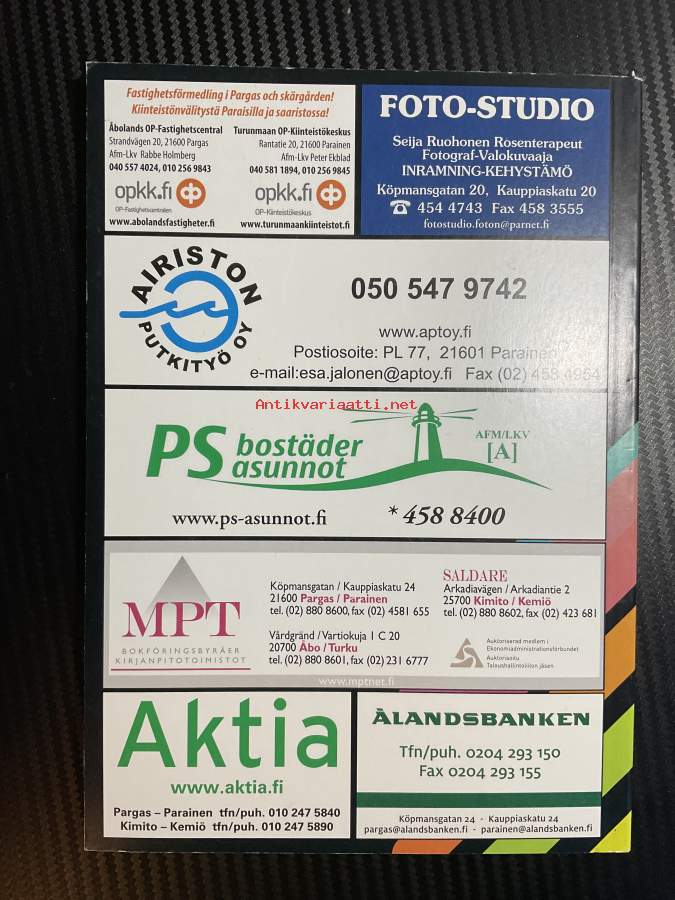 Fastighetsförmedling i Pargas och skärgården!
Kiinteistönvälitystä Paraisilla ja saaristossa!
Åbolands OP-Fastighetscentral
Strandvägen 20, 21600 Pargas
Afm-Lkv Rabbe Holmberg
040 557 4024, 010 256 9843
opkk.fi
OP-Fastighetscentralen
www.abolandsfastigheter.fi
Turunmaan OP-Kiinteistökeskus
Rantatie 20, 21600 Parainen
Afm-Lkv Peter Ekblad
040 581 1894, 010 256 9845
opkk.fi
OP-Kiinteistökeskus
www.turunmaankiinteistot.fi
FOTO-STUDIO
Seija Ruohonen Rosenterapeut
Fotograf-Valokuvaaja
INRAMNING-KEHYSTÄMÖ
Köpmansgatan 20, Kauppiaskatu 20
☎ 454 4743 Fax 458 3555
fotostudio.foton@parnet.fi
AIRISTON
PUTKITYÖ OY
050 547 9742
www.aptoy.fi
Postiosoite: PL 77, 21601 Parainen
e-mail:esa.jalonen@aptoy.fi Fax (02) 458 4954
Antikvariaatti.net
PS bostäder
asunnot
AFM/LKV
[A]
www.ps-asunnot.fi
*458 8400
MPT
BOKFÖRINGSBYRÅER
KIRJANPITOTOIMISTOT
Köpmansgatan / Kauppiaskatu 24
21600 Pargas / Parainen
tel. (02) 880 8600, fax (02) 4581 655
Vårdgränd / Vartiokuja 1 C 20
20700 Åbo / Turku
tel. (02) 880 8601, fax (02) 231 6777
SALDARE
Arkadiavägen / Arkadiantie 2
25700 Kimito / Kemiö
tel. (02) 880 8602, fax (02) 423 681
Auktoriserad medlem i
Ekonomiadministrationsförbundet
Auktorisoitu
Taloushallintoliiton jäsen
www.mptnet.fi
Aktia
www.aktia.fi
Pargas – Parainen tfn/puh. 010 247 5840
Kimito – Kemiö tfn/puh. 010 247 5890
ÅLANDSBANKEN
Tfn/puh. 0204 293 150
Fax 0204 293 155
Köpmansgatan 24 - Kauppiaskatu 24
pargas@alandsbanken.fi - parainen@alandsbanken.fi